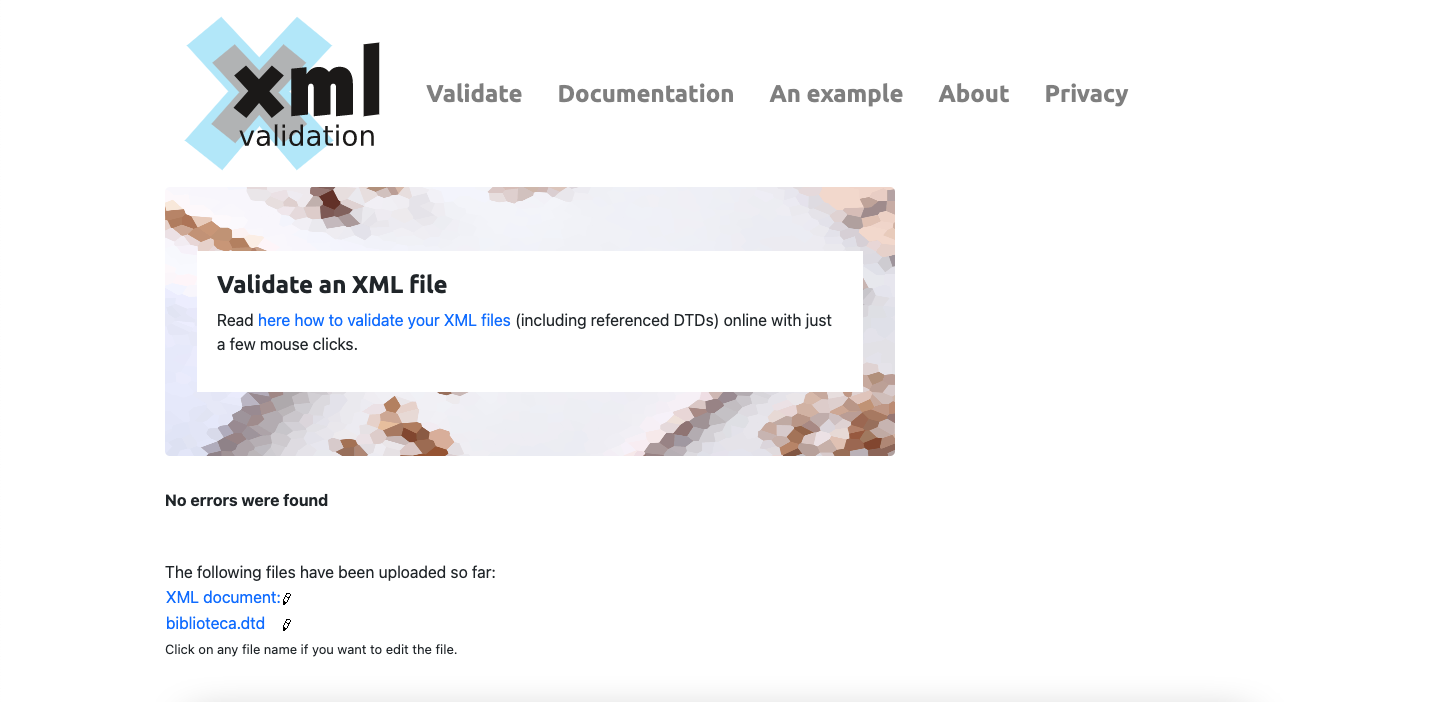 xml
validation
Validate Documentation An example About Privacy
Validate an XML file
Read here how to validate your XML files (including referenced DTDs) online with just
a few mouse clicks.
No errors were found
The following files have been uploaded so far:
XML document:
biblioteca.dtd
Click on any file name if you want to edit the file.